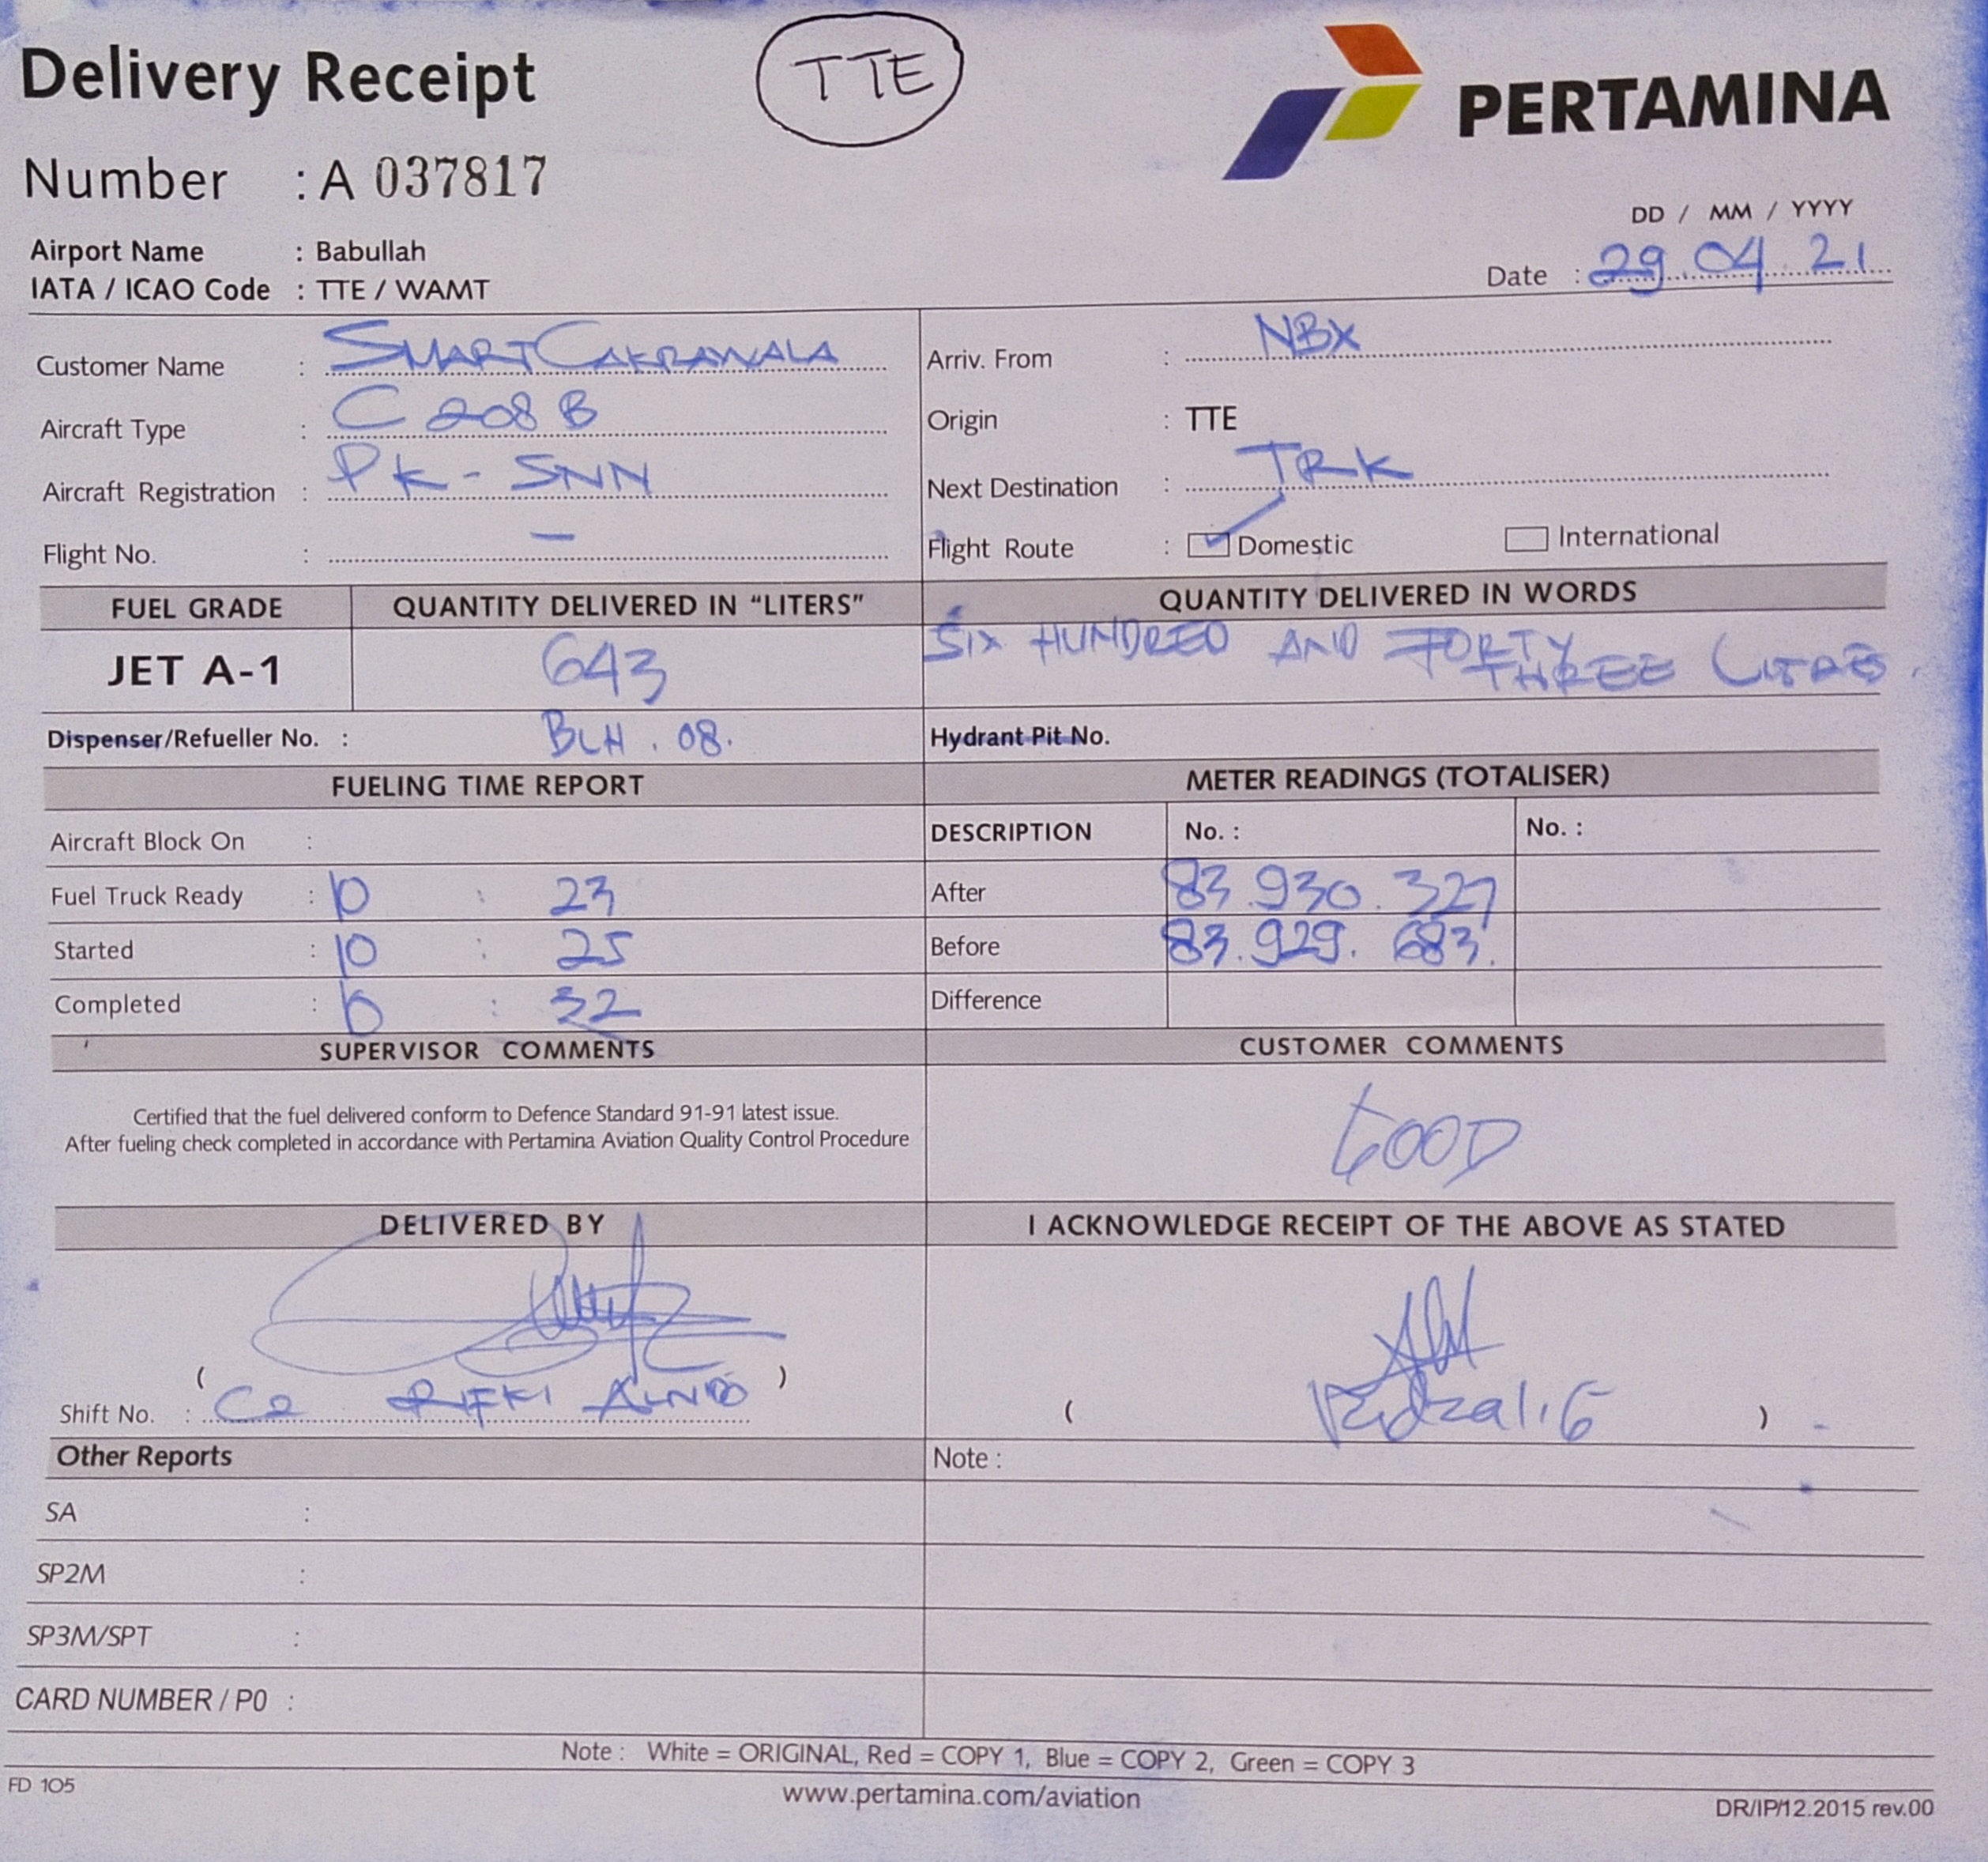 Delivery Receipt
TTE
PERTAMINA
Number : A 037817
DD / MM / YYYY
Airport Name : Babullah
IATA / ICAO Code : TTE / WAMT
Date : 29.04.21
Customer Name : SMART CAKRAWALA
Arriv. From : NBX
Aircraft Type : C 208 B
Origin : TTE
Aircraft Registration : PK - SNN
Next Destination : TRK
Flight No. : -
Flight Route : Domestic International
FUEL GRADE QUANTITY DELIVERED IN “LITERS” QUANTITY DELIVERED IN WORDS
JET A-1 643 SIX HUNDRED AND FORTY THREE LITRES.
Dispenser/Refueller No. : BLH . 08.
Hydrant Pit No.
FUELING TIME REPORT METER READINGS (TOTALISER)
Aircraft Block On :
DESCRIPTION No. : No. :
Fuel Truck Ready : 10 : 23
After 83.930.327
Started : 10 : 25
Before 83.929.683.
Completed : 10 : 32
Difference
SUPERVISOR COMMENTS CUSTOMER COMMENTS
Certified that the fuel delivered conform to Defence Standard 91-91 latest issue.
After fueling check completed in accordance with Pertamina Aviation Quality Control Procedure
GOOD
DELIVERED BY I ACKNOWLEDGE RECEIPT OF THE ABOVE AS STATED
( )
Shift No. : RIFKI
( )
Other Reports Note :
SA :
SP2M :
SP3M/SPT :
CARD NUMBER / P0 :
Note : White = ORIGINAL, Red = COPY 1, Blue = COPY 2, Green = COPY 3
FD 105
www.pertamina.com/aviation
DR/IP/12.2015 rev.00